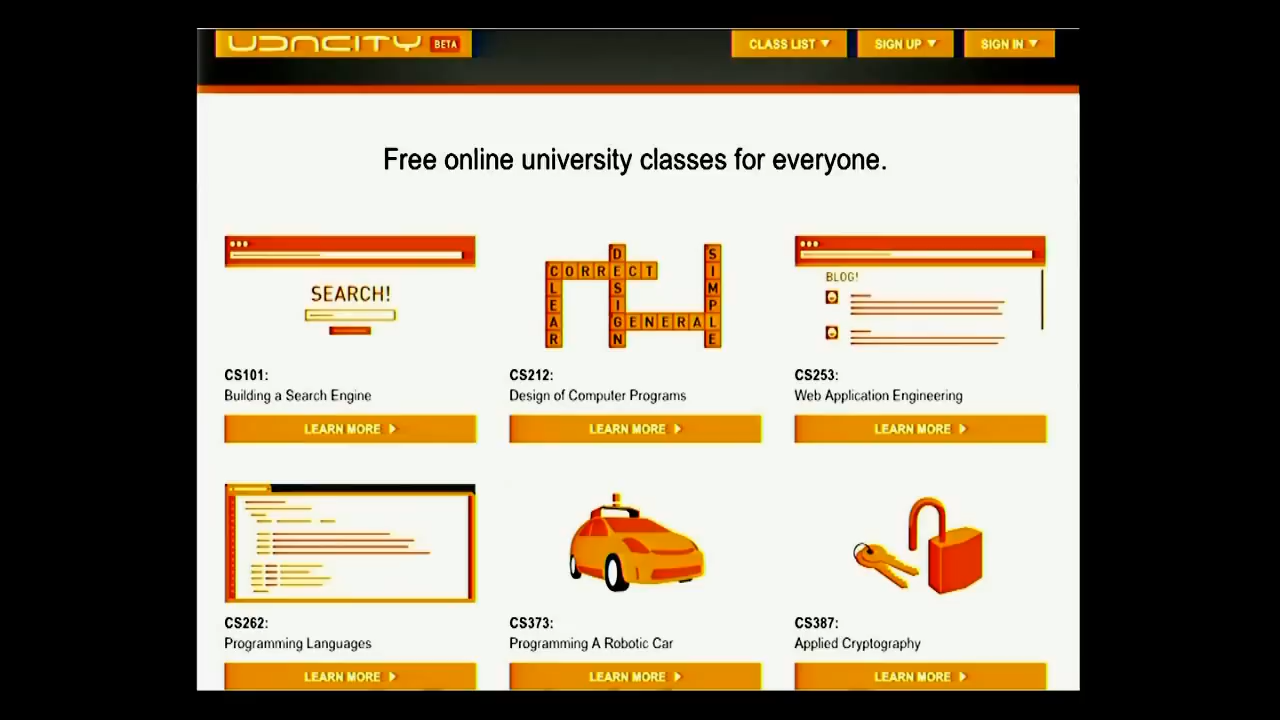 UDACITY BETA
CLASS LIST SIGN UP SIGN IN
Free online university classes for everyone.
SEARCH!
CORRECT
CLEAR
DESIGN
GENERAL
SIMPLE
BLOG!
CS101:
Building a Search Engine
LEARN MORE
CS212:
Design of Computer Programs
LEARN MORE
CS253:
Web Application Engineering
LEARN MORE
CS262:
Programming Languages
LEARN MORE
CS373:
Programming A Robotic Car
LEARN MORE
CS387:
Applied Cryptography
LEARN MORE